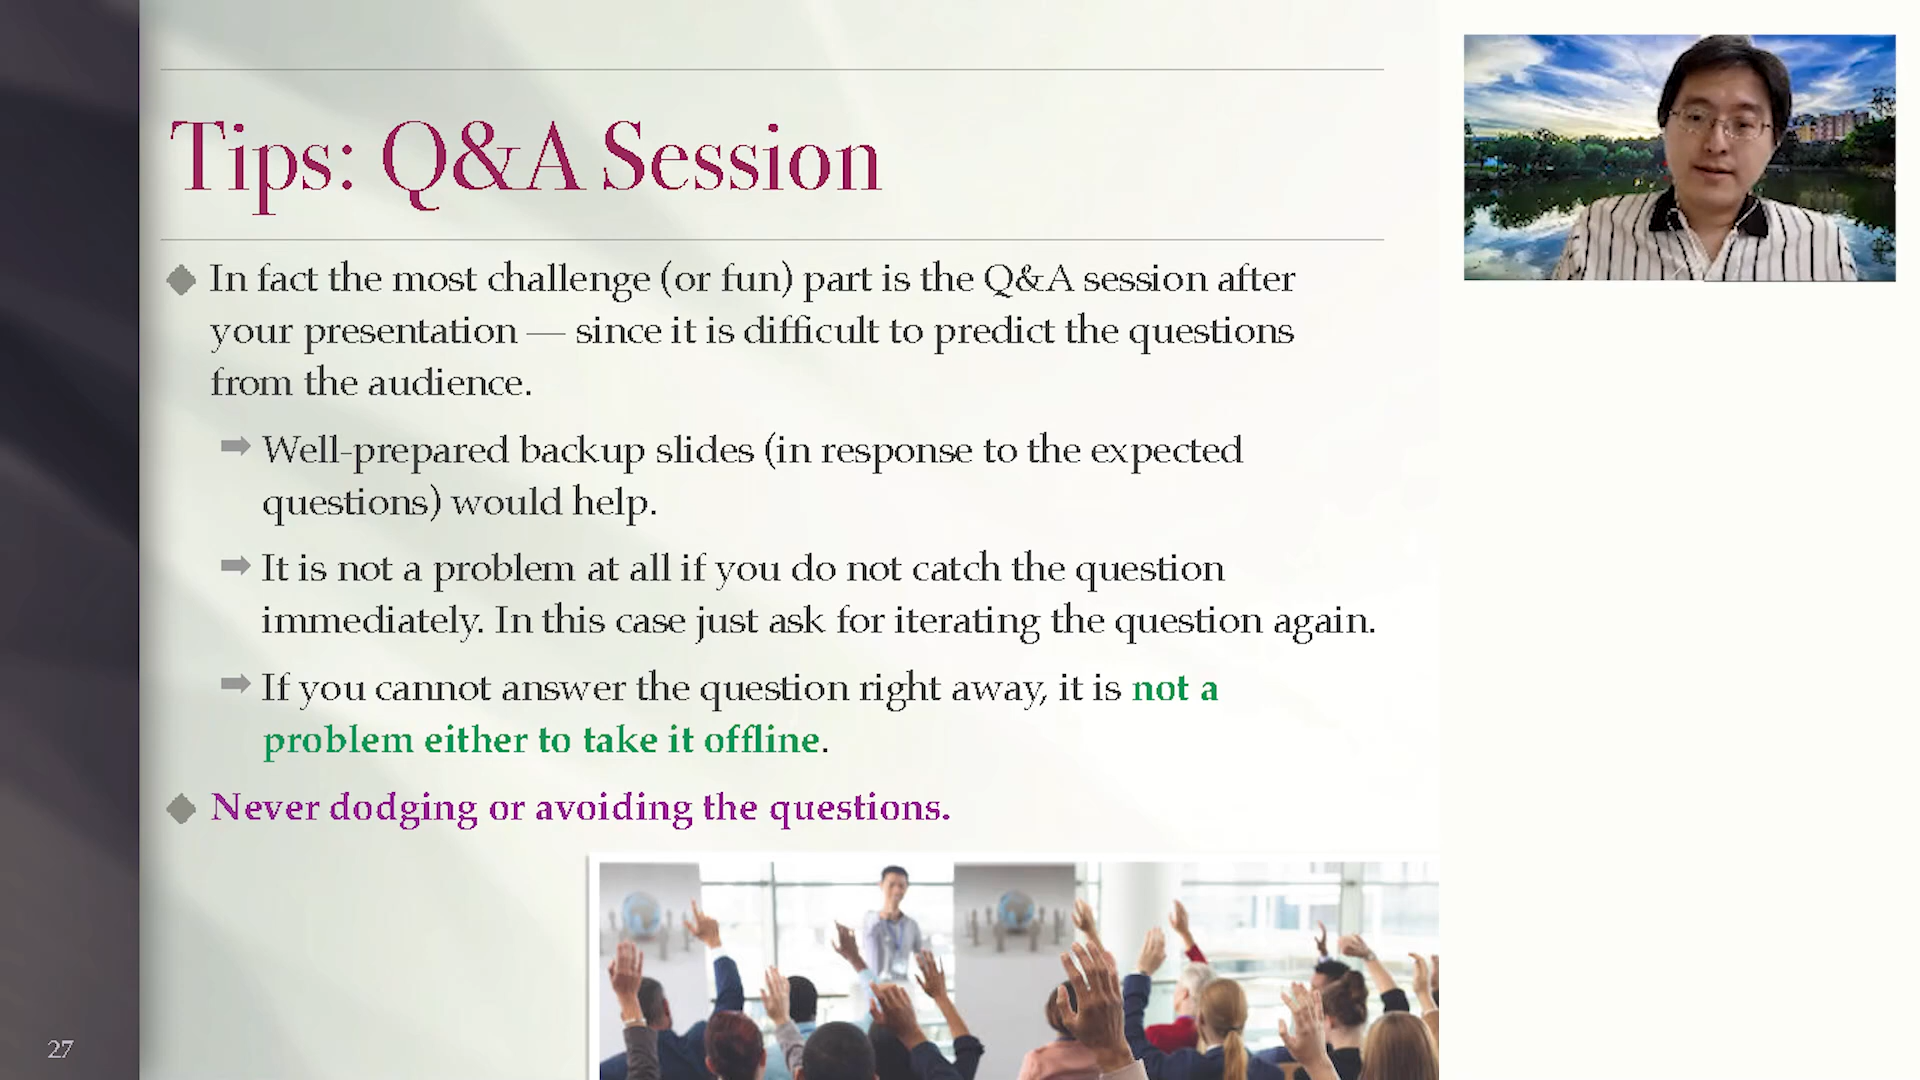 Tips: Q&A Session
In fact the most challenge (or fun) part is the Q&A session after
your presentation — since it is difficult to predict the questions
from the audience.
Well-prepared backup slides (in response to the expected
questions) would help.
It is not a problem at all if you do not catch the question
immediately. In this case just ask for iterating the question again.
If you cannot answer the question right away, it is not a
problem either to take it offline.
Never dodging or avoiding the questions.
27